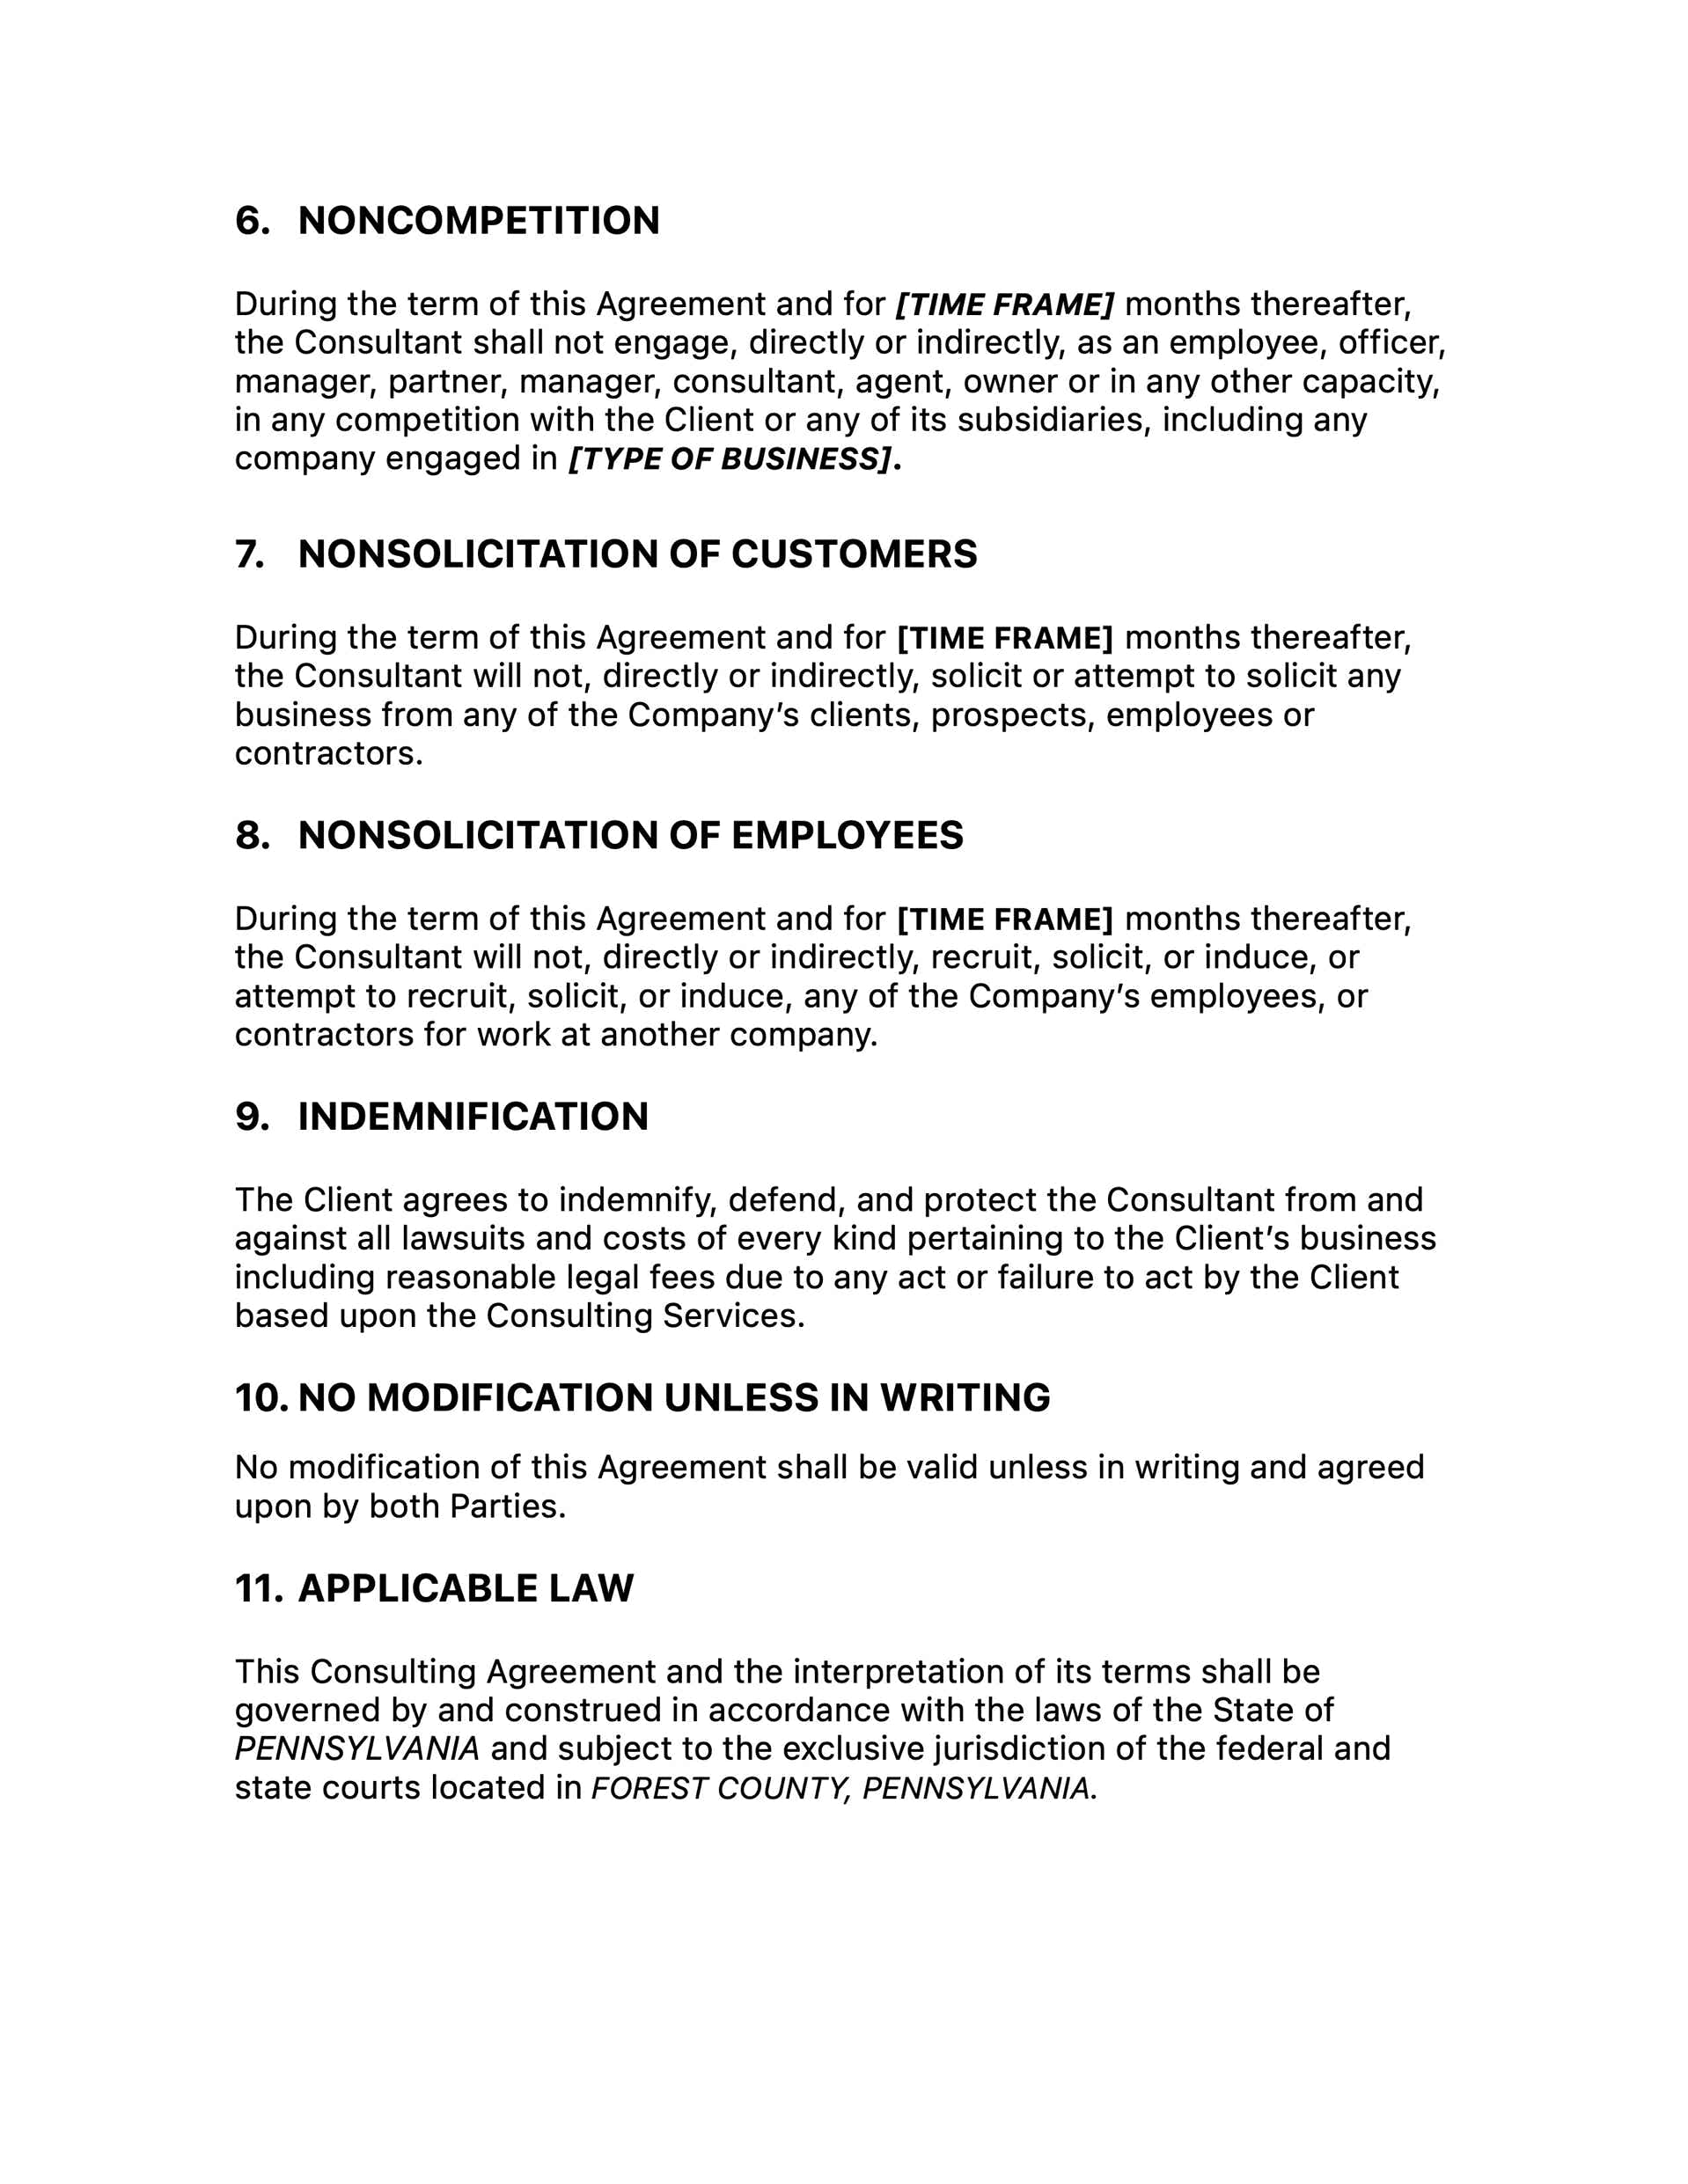 6. NONCOMPETITION
During the term of this Agreement and for [TIME FRAME] months thereafter,
the Consultant shall not engage, directly or indirectly, as an employee, officer,
manager, partner, manager, consultant, agent, owner or in any other capacity,
in any competition with the Client or any of its subsidiaries, including any
company engaged in [TYPE OF BUSINESS].
7. NONSOLICITATION OF CUSTOMERS
During the term of this Agreement and for [TIME FRAME] months thereafter,
the Consultant will not, directly or indirectly, solicit or attempt to solicit any
business from any of the Company’s clients, prospects, employees or
contractors.
8. NONSOLICITATION OF EMPLOYEES
During the term of this Agreement and for [TIME FRAME] months thereafter,
the Consultant will not, directly or indirectly, recruit, solicit, or induce, or
attempt to recruit, solicit, or induce, any of the Company’s employees, or
contractors for work at another company.
9. INDEMNIFICATION
The Client agrees to indemnify, defend, and protect the Consultant from and
against all lawsuits and costs of every kind pertaining to the Client’s business
including reasonable legal fees due to any act or failure to act by the Client
based upon the Consulting Services.
10. NO MODIFICATION UNLESS IN WRITING
No modification of this Agreement shall be valid unless in writing and agreed
upon by both Parties.
11. APPLICABLE LAW
This Consulting Agreement and the interpretation of its terms shall be
governed by and construed in accordance with the laws of the State of
PENNSYLVANIA and subject to the exclusive jurisdiction of the federal and
state courts located in FOREST COUNTY, PENNSYLVANIA.